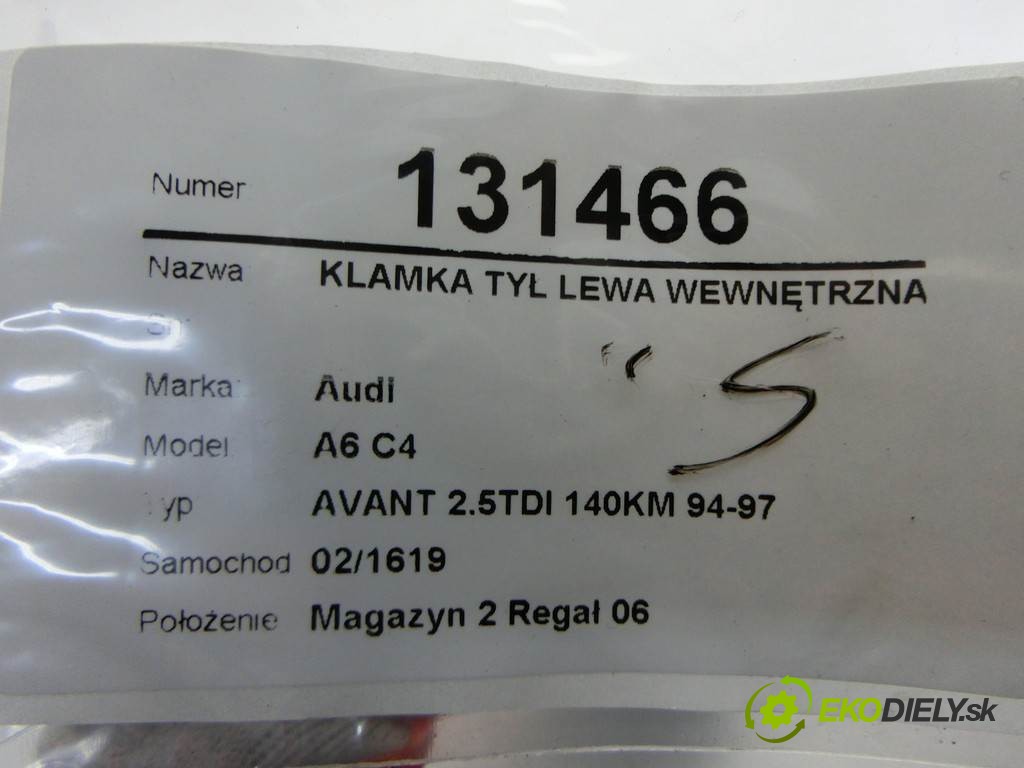 Numer 131466
Nazwa KLAMKA TYŁ LEWA WEWNĘTRZNA
Marka Audi
Model A6 C4
Typ AVANT 2.5TDI 140KM 94-97
Samochod 02/1619
Położenie Magazyn 2 Regał 06
S
EKODIELY.sk